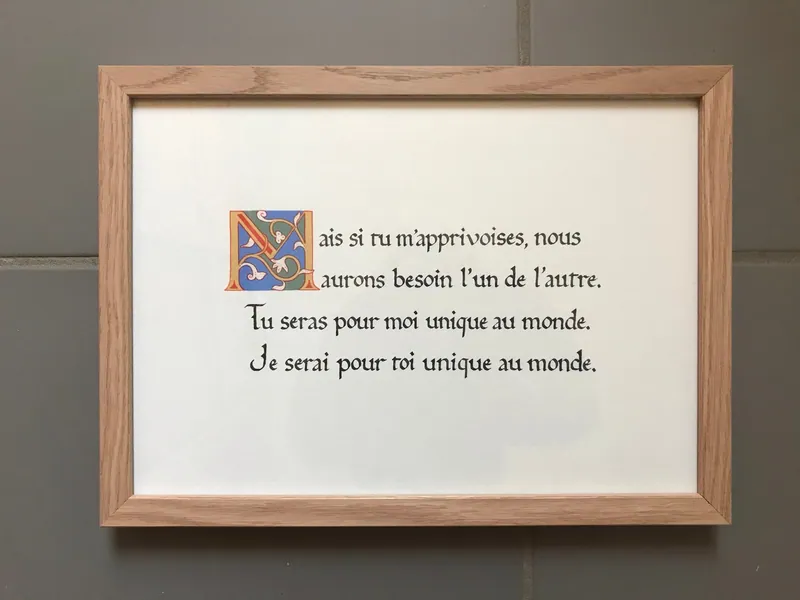 Mais si tu m'apprivoises, nous
aurons besoin l'un de l'autre.
Tu seras pour moi unique au monde.
Je serai pour toi unique au monde.